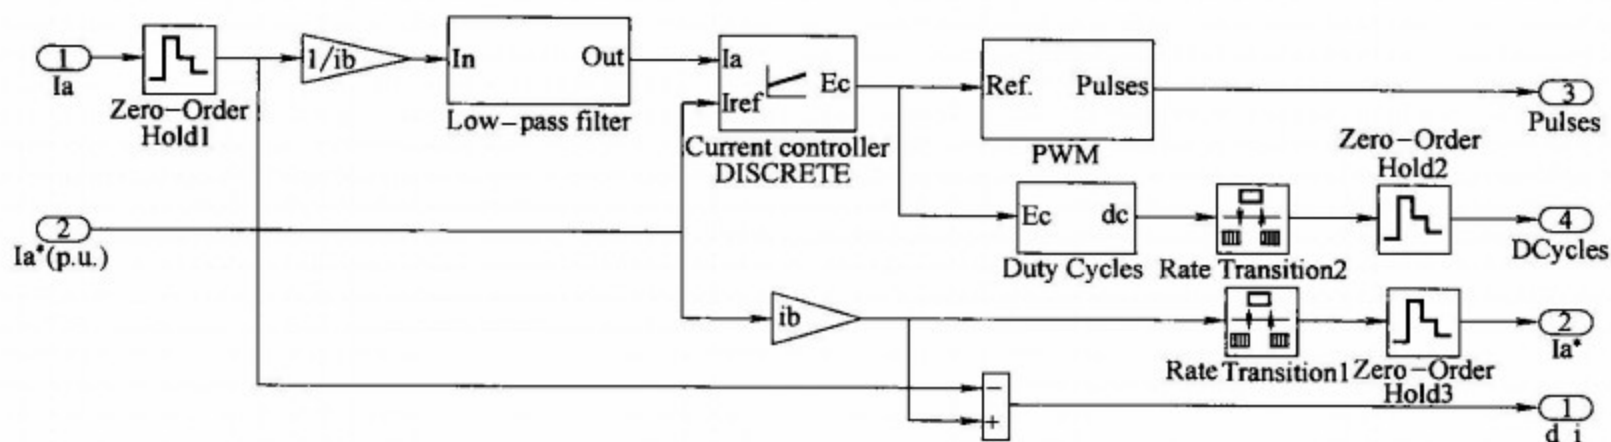 1
Ia
Zero-Order
Hold1
1/ib
In
Out
Low-pass filter
Ia
Iref
Ec
Current controller
DISCRETE
Ref.
Pulses
PWM
3
Pulses
Zero-Order
Hold2
2
Ia*(p.u.)
Ec
dc
Duty Cycles
Rate Transition2
4
DCycles
ib
Rate Transition1
Zero-Order
Hold3
2
Ia*
−
+
1
d_i